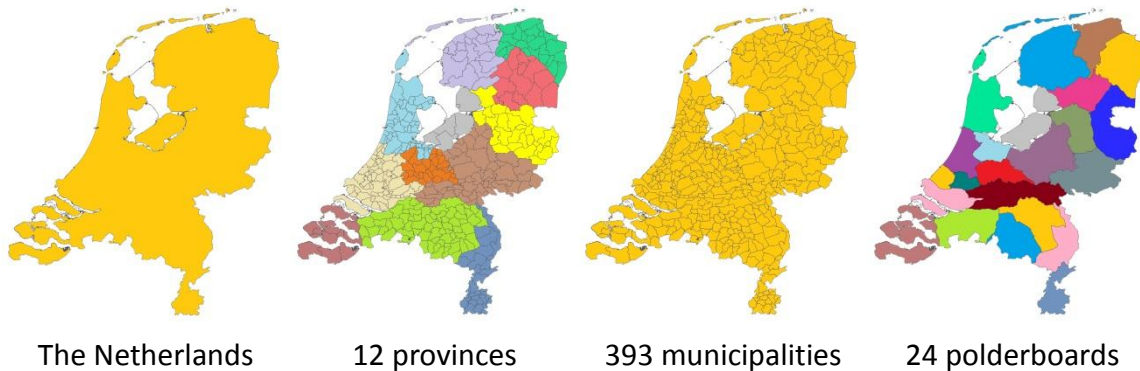 The Netherlands
12 provinces
393 municipalities
24 polderboards